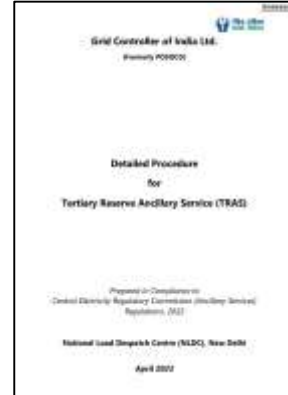 Grid Controller of India Ltd.
(Formerly POSOCO)
Detailed Procedure
for
Tertiary Reserve Ancillary Service (TRAS)
Prepared in Compliance to
Central Electricity Regulatory Commission (Ancillary Services)
Regulations, 2022
National Load Despatch Centre (NLDC), New Delhi
April 2023